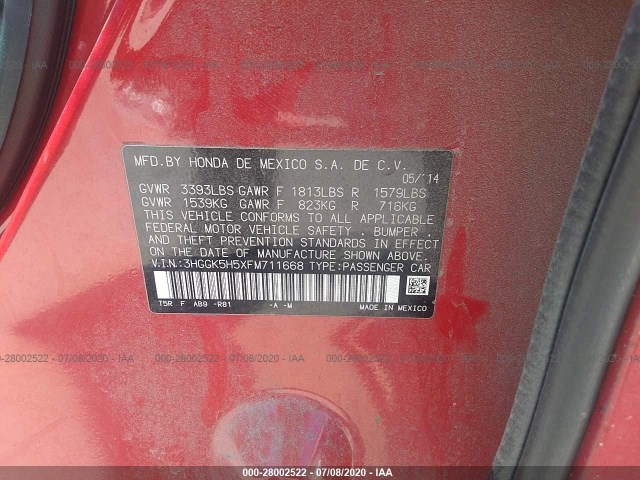 MFD.BY HONDA DE MEXICO S.A. DE C.V.
05/14
GVWR 3393LBS GAWR F 1813LBS R 1579LBS
GVWR 1539KG GAWR F 823KG R 716KG
THIS VEHICLE CONFORMS TO ALL APPLICABLE
FEDERAL MOTOR VEHICLE SAFETY . BUMPER .
AND THEFT PREVENTION STANDARDS IN EFFECT
ON THE DATE OF MANUFACTURE SHOWN ABOVE.
V.I.N.:3HGGK5H5XFM711668 TYPE:PASSENGER CAR
T5R F AB9 -R81 -A -M MADE IN MEXICO
000-28002522 - 07/08/2020 - IAA